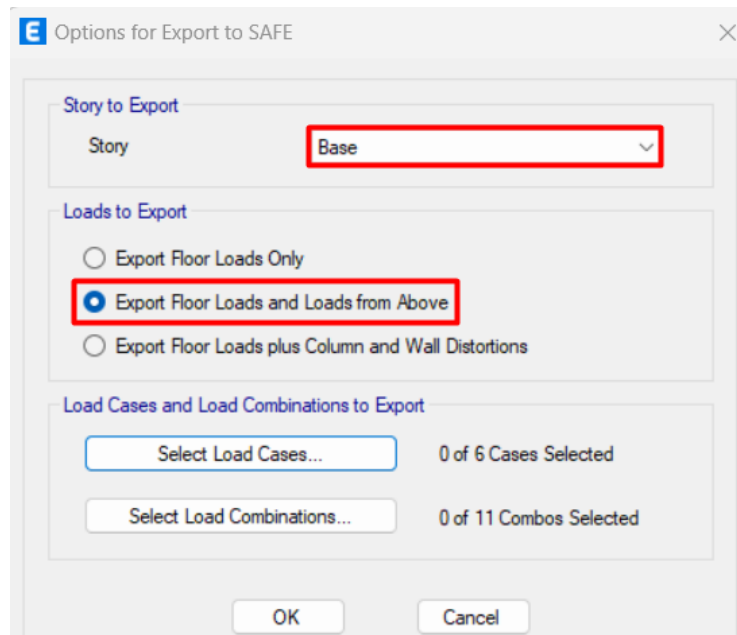 E Options for Export to SAFE
Story to Export
Story Base
Loads to Export
Export Floor Loads Only
Export Floor Loads and Loads from Above
Export Floor Loads plus Column and Wall Distortions
Load Cases and Load Combinations to Export
Select Load Cases... 0 of 6 Cases Selected
Select Load Combinations... 0 of 11 Combos Selected
OK Cancel